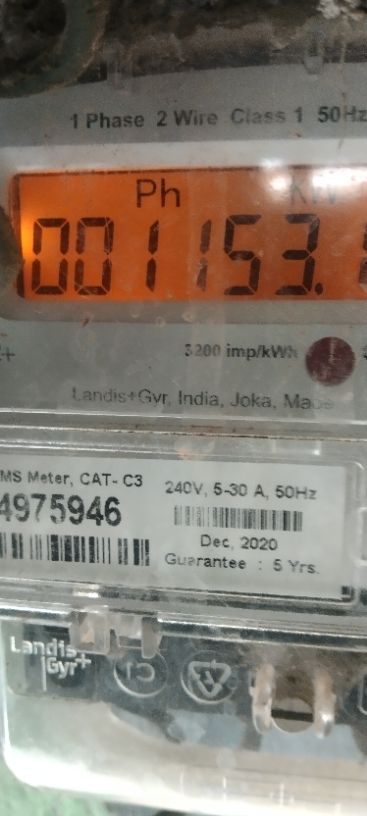 1 Phase 2 Wire Class 1 50Hz
Ph
001153.
3200 imp/kWh
Landis+Gyr, India, Joka, Made
MS Meter, CAT- C3
240V, 5-30 A, 50Hz
4975946
Dec, 2020
Guarantee : 5 Yrs.
Landis
Gyr+